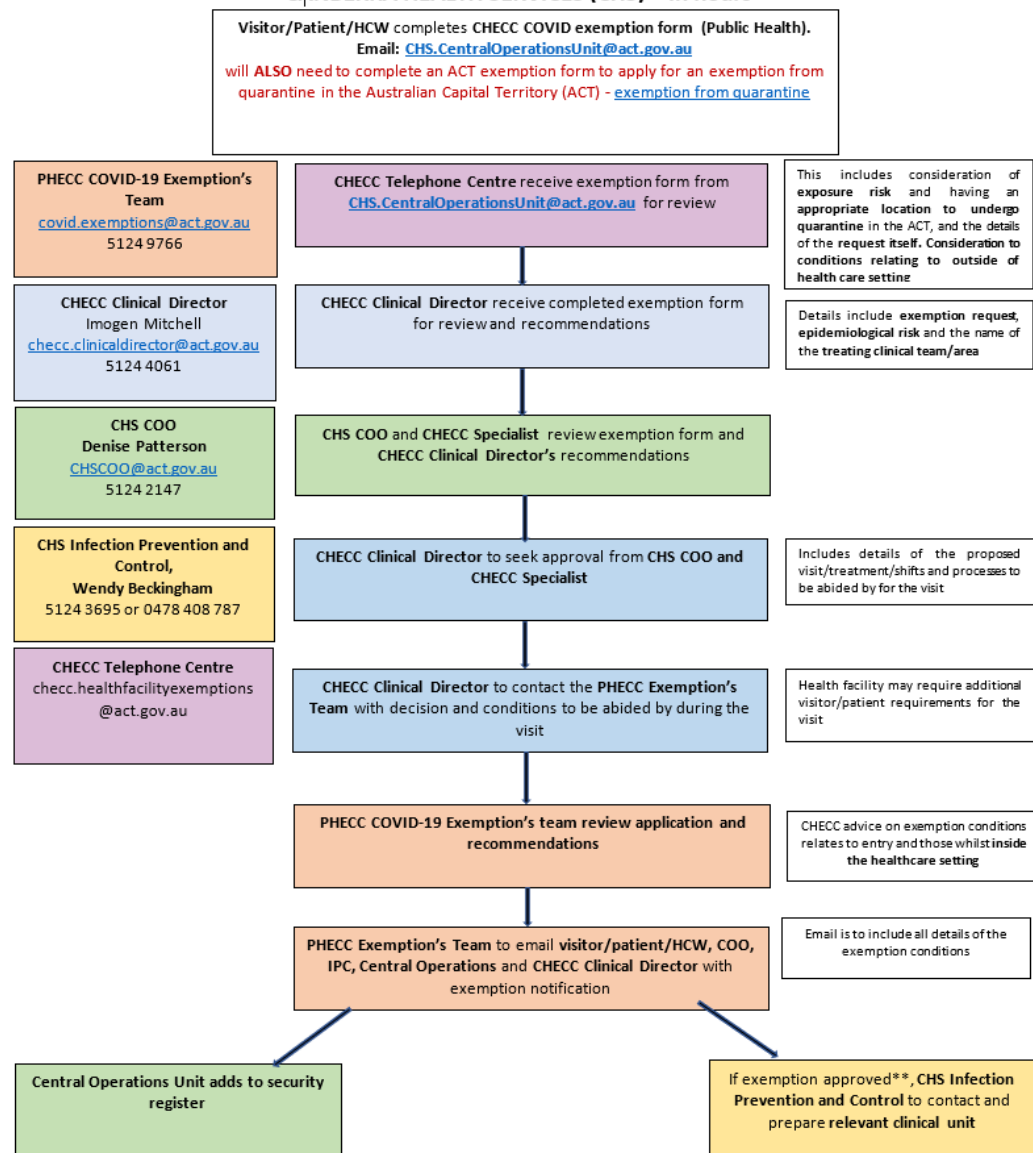 Visitor/Patient/HCW completes CHECC COVID exemption form (Public Health).
Email: CHS.CentralOperationsUnit@act.gov.au
will ALSO need to complete an ACT exemption form to apply for an exemption from
quarantine in the Australian Capital Territory (ACT) - exemption from quarantine
PHECC COVID-19 Exemption's
Team
covid.exemptions@act.gov.au
5124 9766
CHECC Telephone Centre receive exemption form from
CHS.CentralOperationsUnit@act.gov.au for review
This includes consideration of
exposure risk and having an
appropriate location to undergo
quarantine in the ACT, and the details
of the request itself. Consideration to
conditions relating to outside of
health care setting
CHECC Clinical Director
Imogen Mitchell
checc.clinicaldirector@act.gov.au
5124 4061
CHECC Clinical Director receive completed exemption form
for review and recommendations
Details include exemption request,
epidemiological risk and the name of
the treating clinical team/area
CHS COO
Denise Patterson
CHSCOO@act.gov.au
5124 2147
CHS COO and CHECC Specialist review exemption form and
CHECC Clinical Director's recommendations
CHS Infection Prevention and
Control,
Wendy Beckingham
5124 3695 or 0478 408 787
CHECC Clinical Director to seek approval from CHS COO and
CHECC Specialist
Includes details of the proposed
visit/treatment/shifts and processes to
be abided by for the visit
CHECC Telephone Centre
checc.healthfacilityexemptions
@act.gov.au
CHECC Clinical Director to contact the PHECC Exemption's
Team with decision and conditions to be abided by during the
visit
Health facility may require additional
visitor/patient requirements for the
visit
PHECC COVID-19 Exemption's team review application and
recommendations
CHECC advice on exemption conditions
relates to entry and those whilst inside
the healthcare setting
PHECC Exemption's Team to email visitor/patient/HCW, COO,
IPC, Central Operations and CHECC Clinical Director with
exemption notification
Email is to include all details of the
exemption conditions
Central Operations Unit adds to security
register
If exemption approved**, CHS Infection
Prevention and Control to contact and
prepare relevant clinical unit